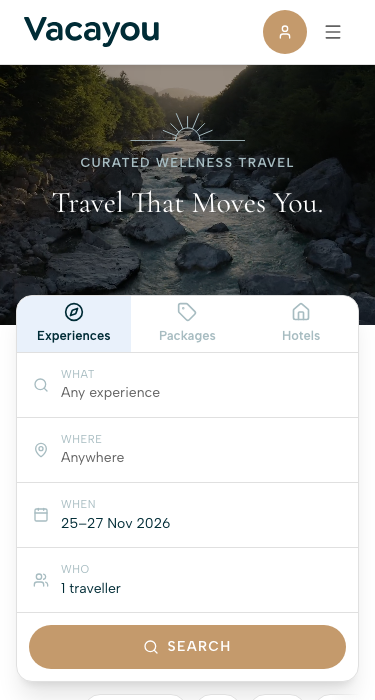 Vacayou
CURATED WELLNESS TRAVEL
Travel That Moves You.
Experiences
Packages
Hotels
WHAT
Any experience
WHERE
Anywhere
WHEN
25–27 Nov 2026
WHO
1 traveller
SEARCH